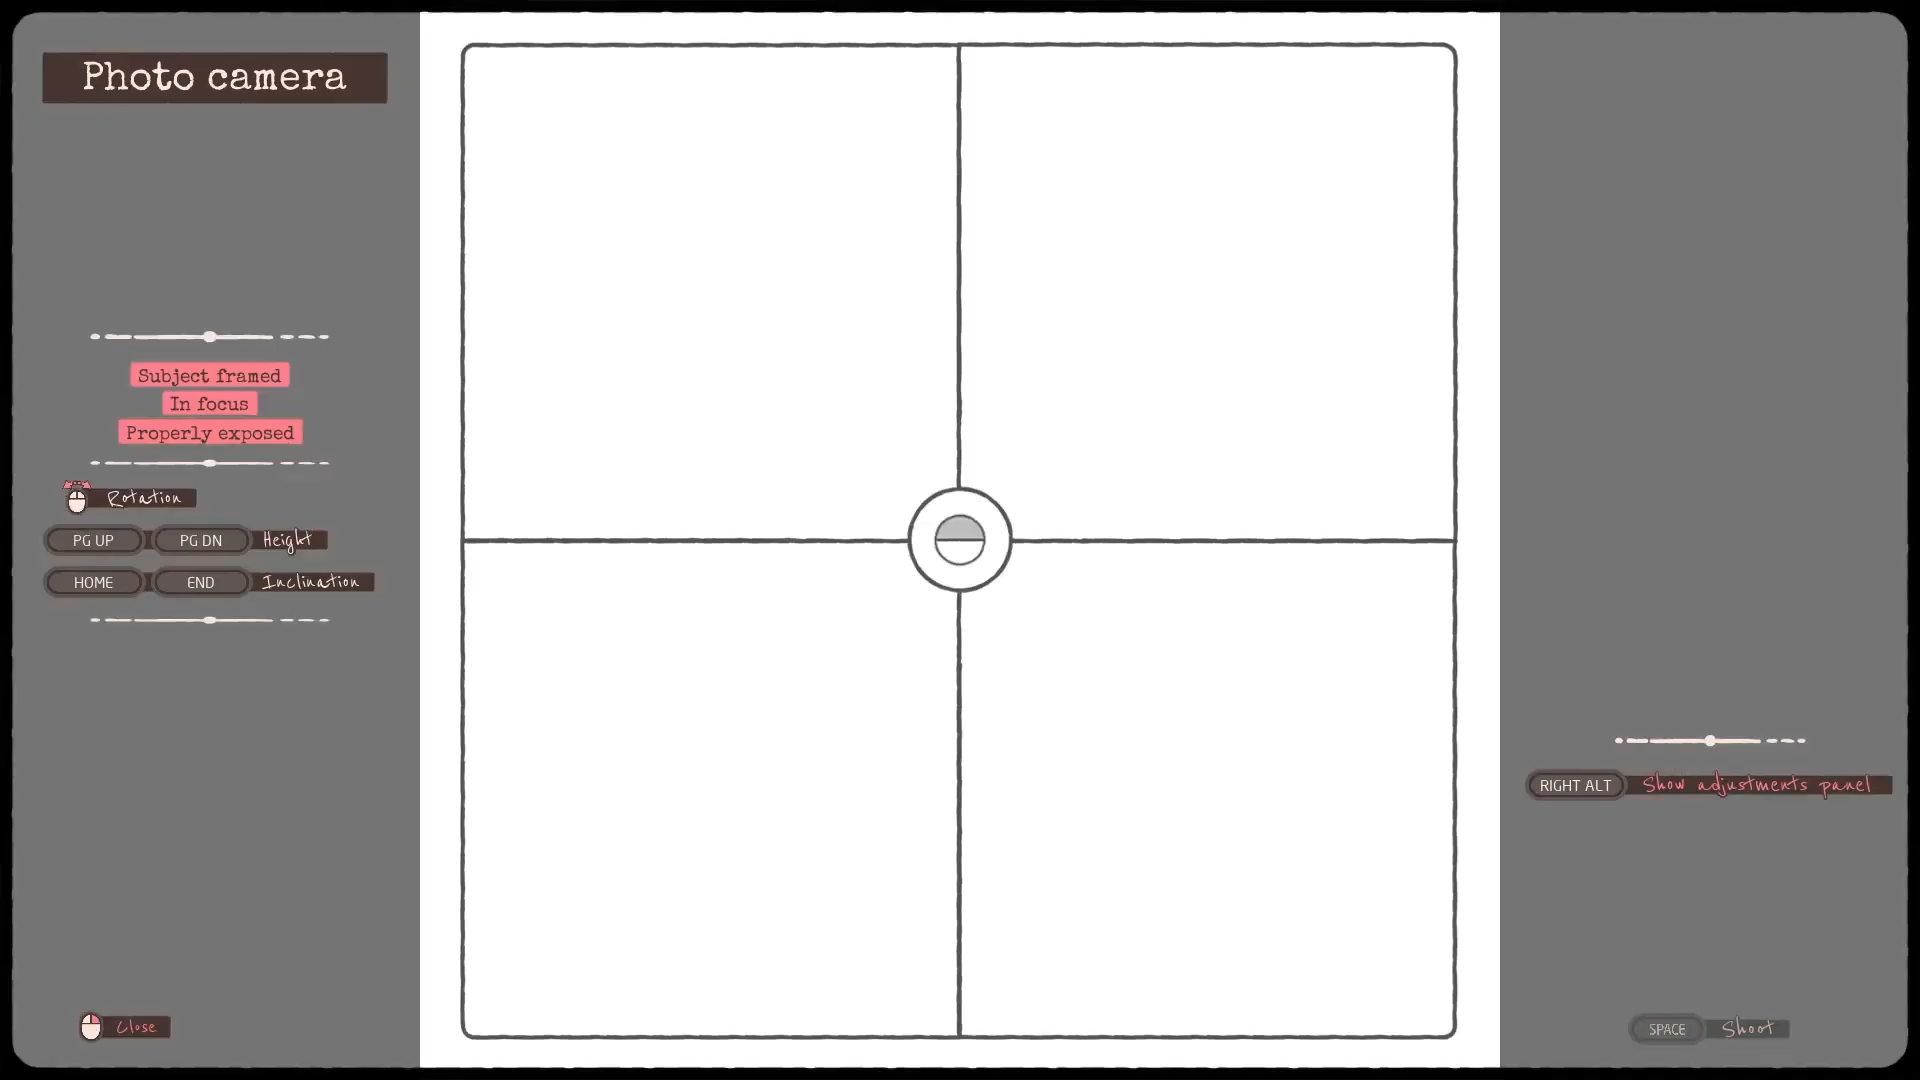 Photo camera
Subject framed
In focus
Properly exposed
Rotation
PG UP PG DN Height
HOME END Inclination
RIGHT ALT Show adjustments panel
Close
SPACE Shoot